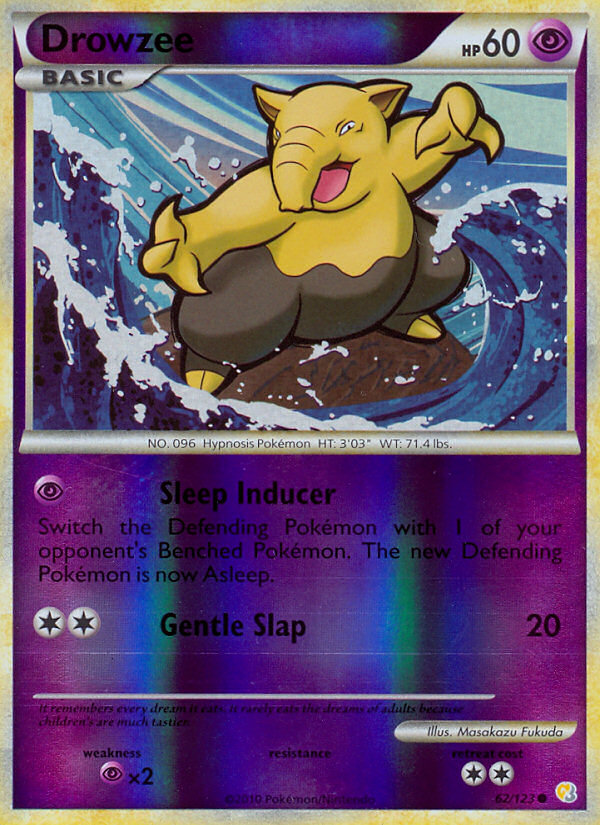 Drowzee
HP 60
BASIC
NO. 096 Hypnosis Pokémon HT: 3'03" WT: 71.4 lbs.
Sleep Inducer
Switch the Defending Pokémon with 1 of your
opponent's Benched Pokémon. The new Defending
Pokémon is now Asleep.
Gentle Slap 20
It remembers every dream it eats. It rarely eats the dreams of adults because
children's are much tastier.
Illus. Masakazu Fukuda
weakness resistance retreat cost
×2
©2010 Pokémon/Nintendo 62/123